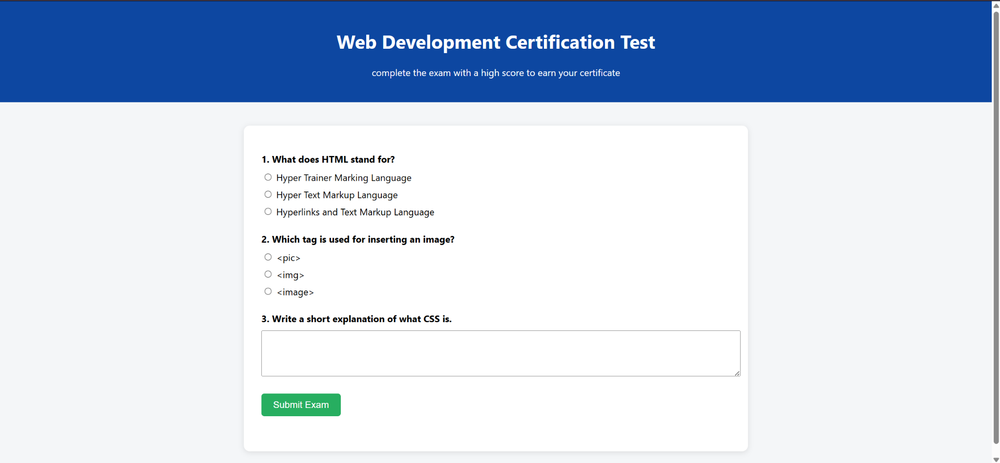 Web Development Certification Test
complete the exam with a high score to earn your certificate
1. What does HTML stand for?
Hyper Trainer Marking Language
Hyper Text Markup Language
Hyperlinks and Text Markup Language
2. Which tag is used for inserting an image?
<pic>
<img>
<image>
3. Write a short explanation of what CSS is.
Submit Exam